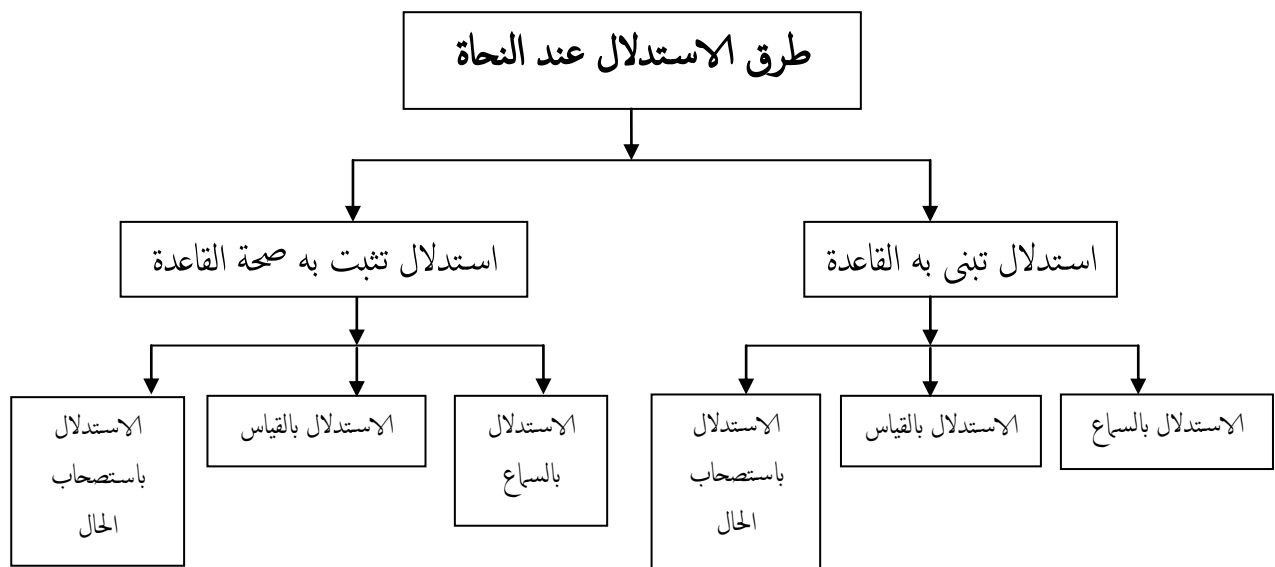 طرق الاستدلال عند النحاة
استدلال تبنى به القاعدة
استدلال تثبت به صحة القاعدة
الاستدلال بالسماع
الاستدلال بالقياس
الاستدلال
باستصحاب
الحال
الاستدلال
بالسماع
الاستدلال بالقياس
الاستدلال
باستصحاب
الحال